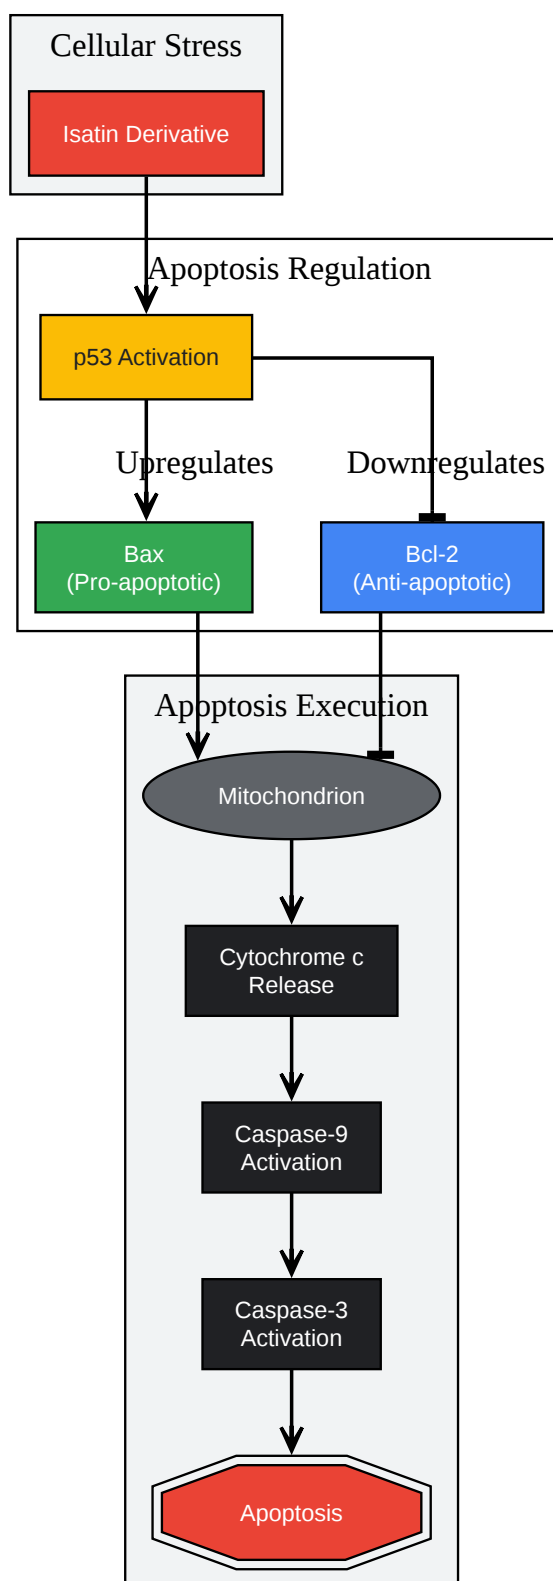 Cellular Stress
Isatin Derivative
Apoptosis Regulation
p53 Activation
Upregulates
Downregulates
Bax
(Pro-apoptotic)
Bcl-2
(Anti-apoptotic)
Apoptosis Execution
Mitochondrion
Cytochrome c
Release
Caspase-9
Activation
Caspase-3
Activation
Apoptosis